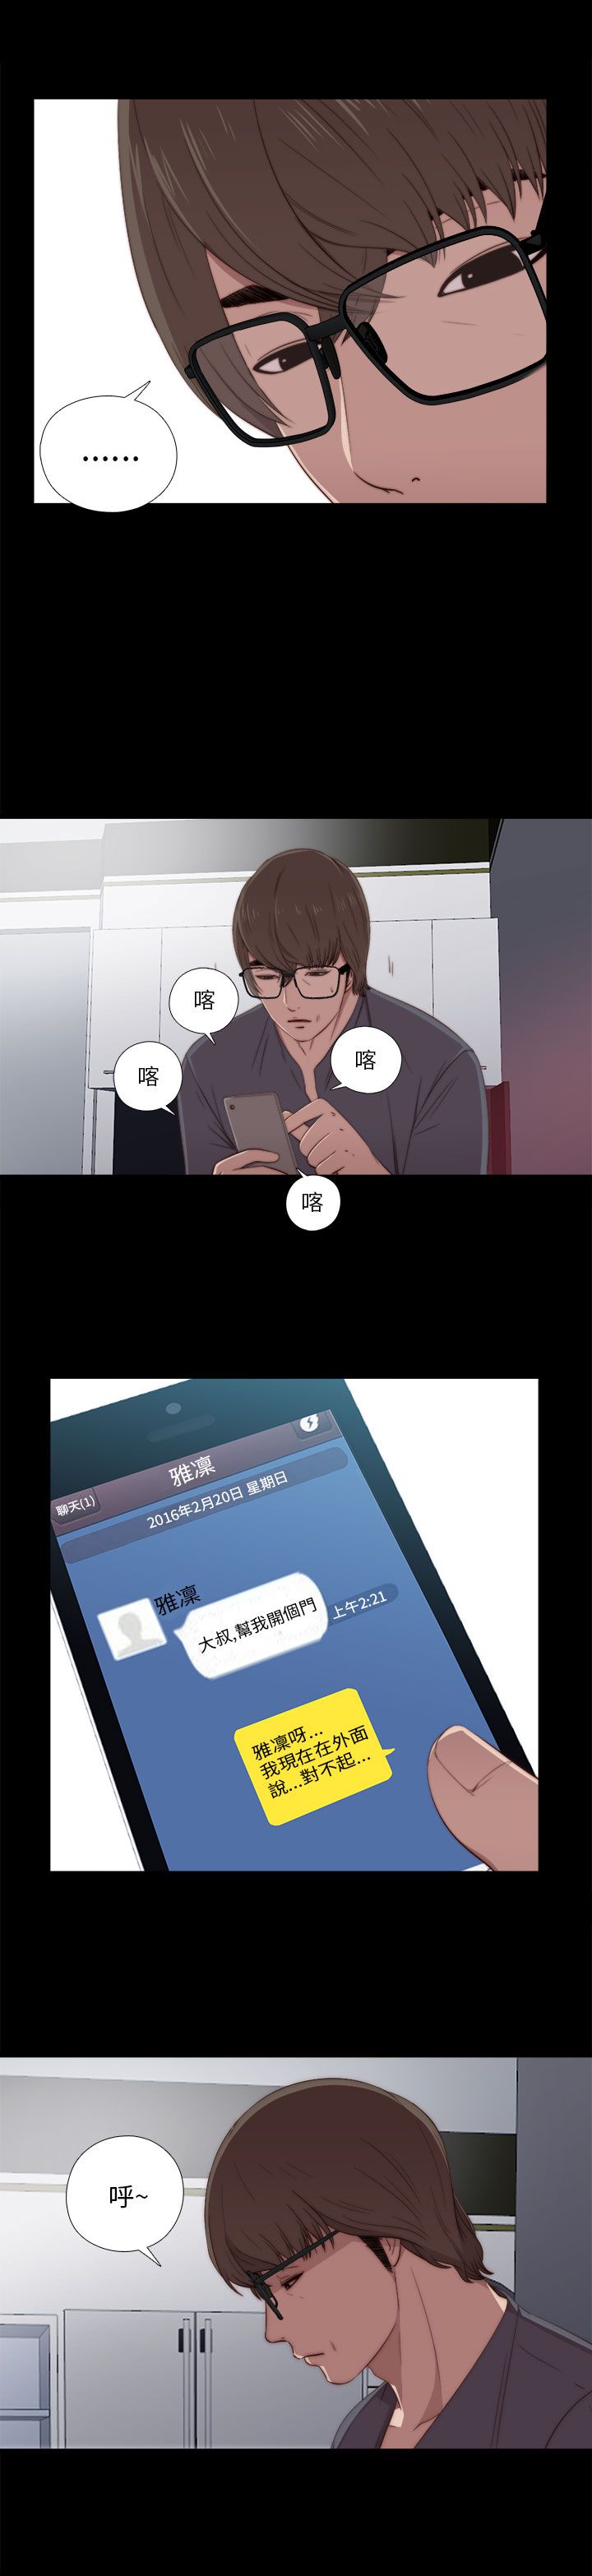 ······
喀
喀
喀
喀
雅凜
聊天(1)
2016年2月20日 星期日
雅凜
大叔,幫我開個門
上午2:21
雅凜呀...
我現在在外面
說...對不起...
呼~